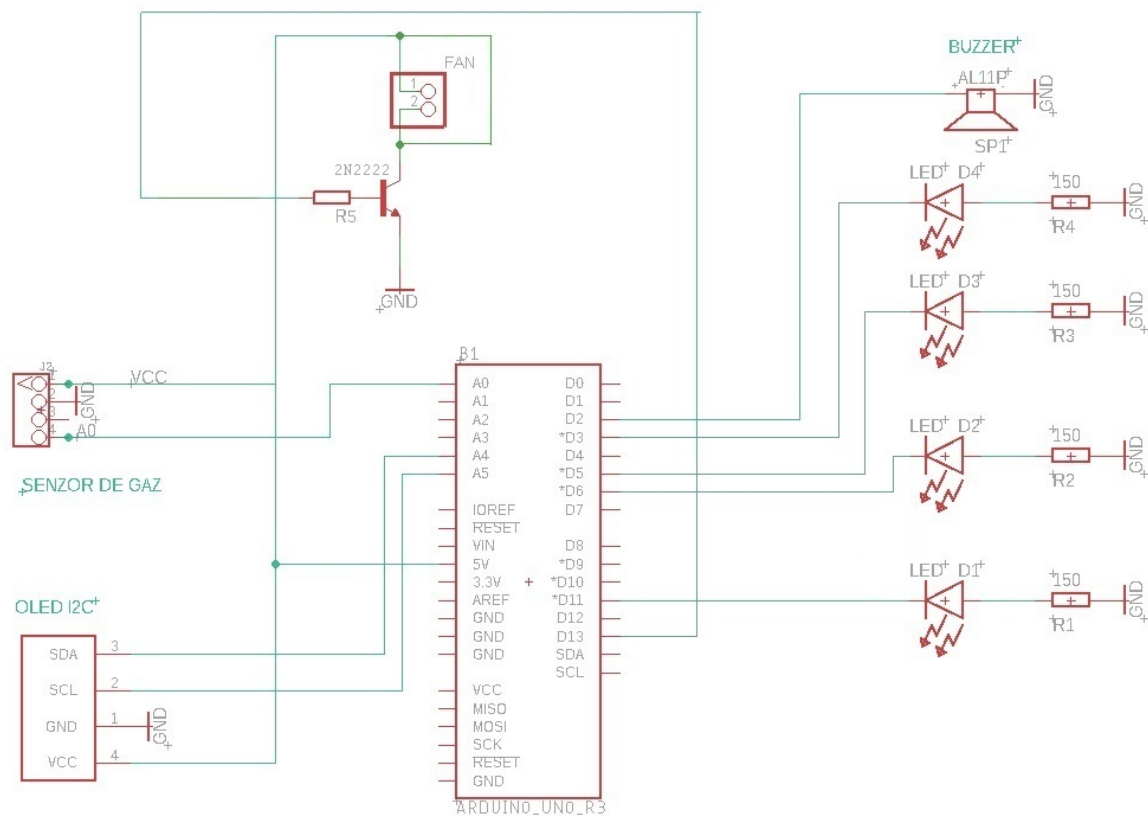 BUZZER
AL11P
GND
SP1
FAN
1
2
2N2222
R5
GND
LED D4
150
R4
GND
LED D3
150
R3
GND
LED D2
150
R2
GND
LED D1
150
R1
GND
J2
1
2
3
4
VCC
GND
A0
SENZOR DE GAZ
OLED I2C
SDA 3
SCL 2
GND 1
GND
VCC 4
B1
A0
A1
A2
A3
A4
A5
IOREF
RESET
VIN
5V
3.3V
AREF
GND
GND
GND
VCC
MISO
MOSI
SCK
RESET
GND
D0
D1
D2
*D3
D4
*D5
*D6
D7
D8
*D9
*D10
*D11
D12
D13
SDA
SCL
ARDUINO_UNO_R3